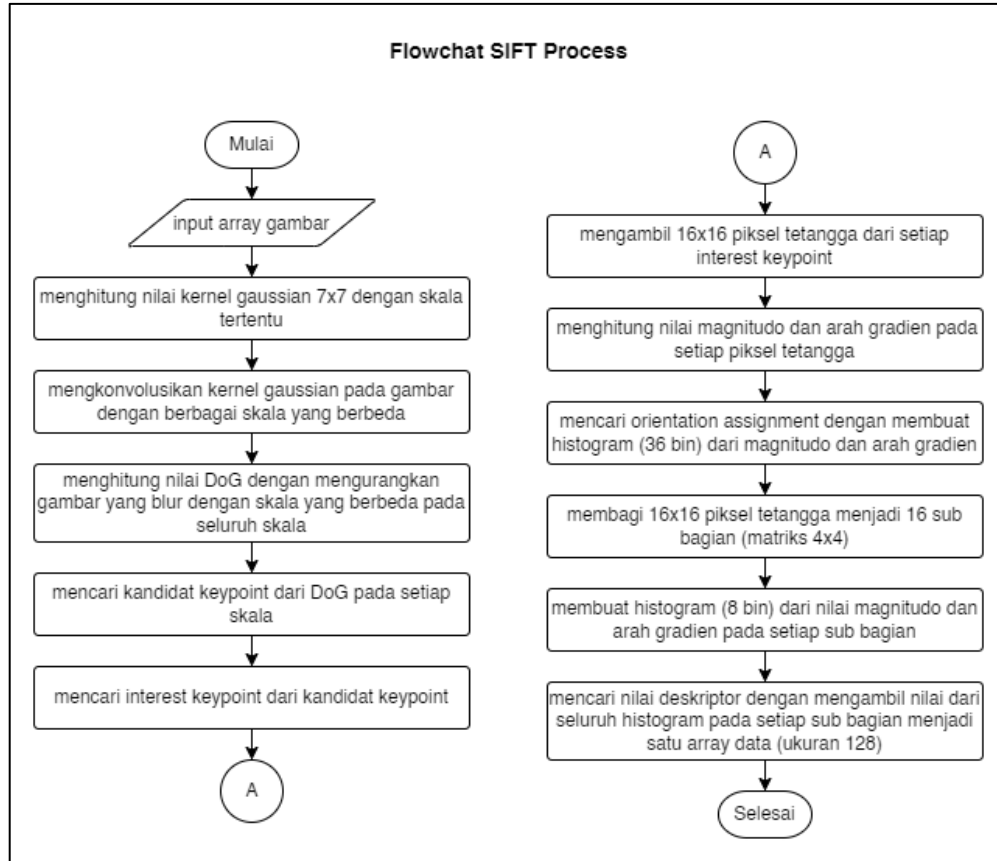 Flowchat SIFT Process
Mulai
input array gambar
menghitung nilai kernel gaussian 7x7 dengan skala
tertentu
mengkonvolusikan kernel gaussian pada gambar
dengan berbagai skala yang berbeda
menghitung nilai DoG dengan mengurangkan
gambar yang blur dengan skala yang berbeda pada
seluruh skala
mencari kandidat keypoint dari DoG pada setiap
skala
mencari interest keypoint dari kandidat keypoint
A
A
mengambil 16x16 piksel tetangga dari setiap
interest keypoint
menghitung nilai magnitudo dan arah gradien pada
setiap piksel tetangga
mencari orientation assignment dengan membuat
histogram (36 bin) dari magnitudo dan arah gradien
membagi 16x16 piksel tetangga menjadi 16 sub
bagian (matriks 4x4)
membuat histogram (8 bin) dari nilai magnitudo dan
arah gradien pada setiap sub bagian
mencari nilai deskriptor dengan mengambil nilai dari
seluruh histogram pada setiap sub bagian menjadi
satu array data (ukuran 128)
Selesai